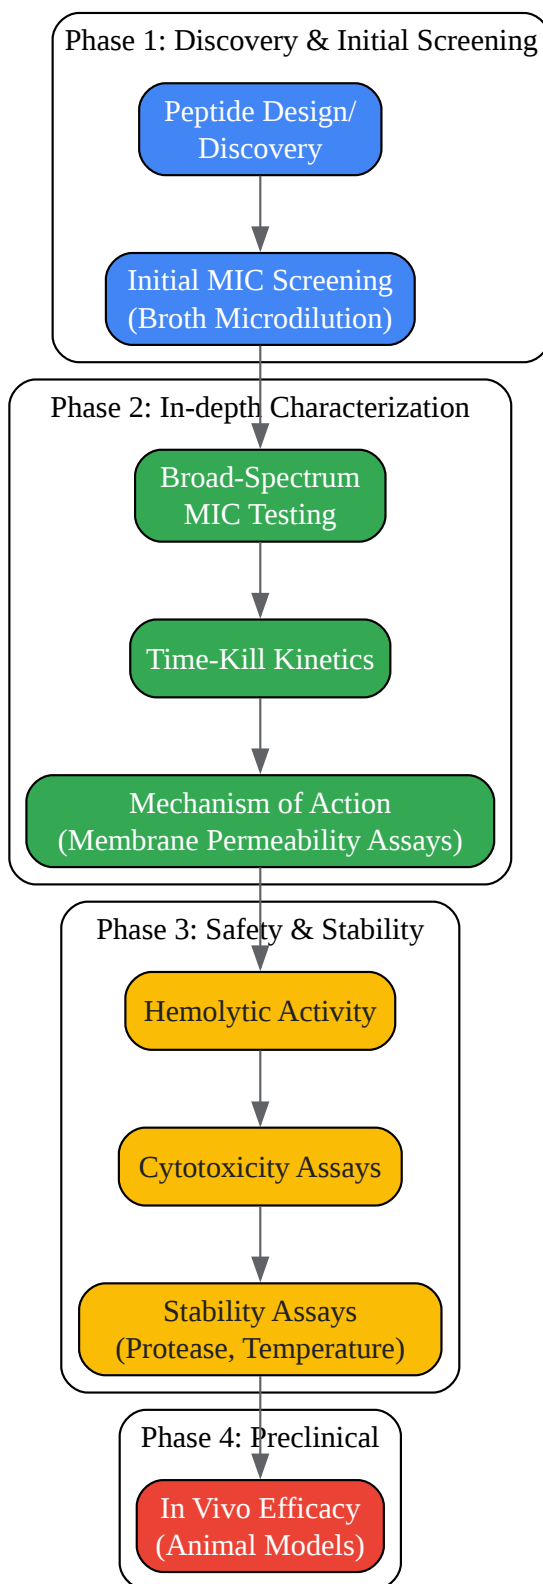 Phase 1: Discovery & Initial Screening
Peptide Design/
Discovery
Initial MIC Screening
(Broth Microdilution)
Phase 2: In-depth Characterization
Broad-Spectrum
MIC Testing
Time-Kill Kinetics
Mechanism of Action
(Membrane Permeability Assays)
Phase 3: Safety & Stability
Hemolytic Activity
Cytotoxicity Assays
Stability Assays
(Protease, Temperature)
Phase 4: Preclinical
In Vivo Efficacy
(Animal Models)